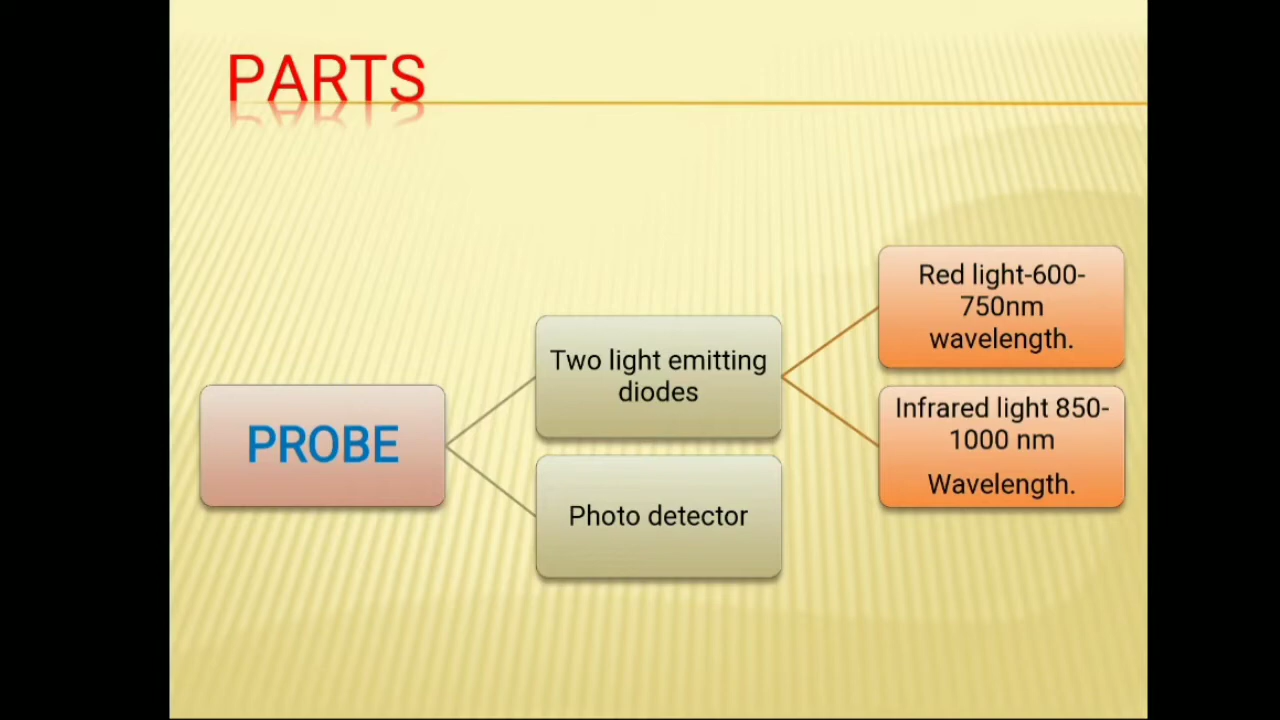 PARTS
PROBE
Two light emitting
diodes
Photo detector
Red light-600-
750nm
wavelength.
Infrared light 850-
1000 nm
Wavelength.